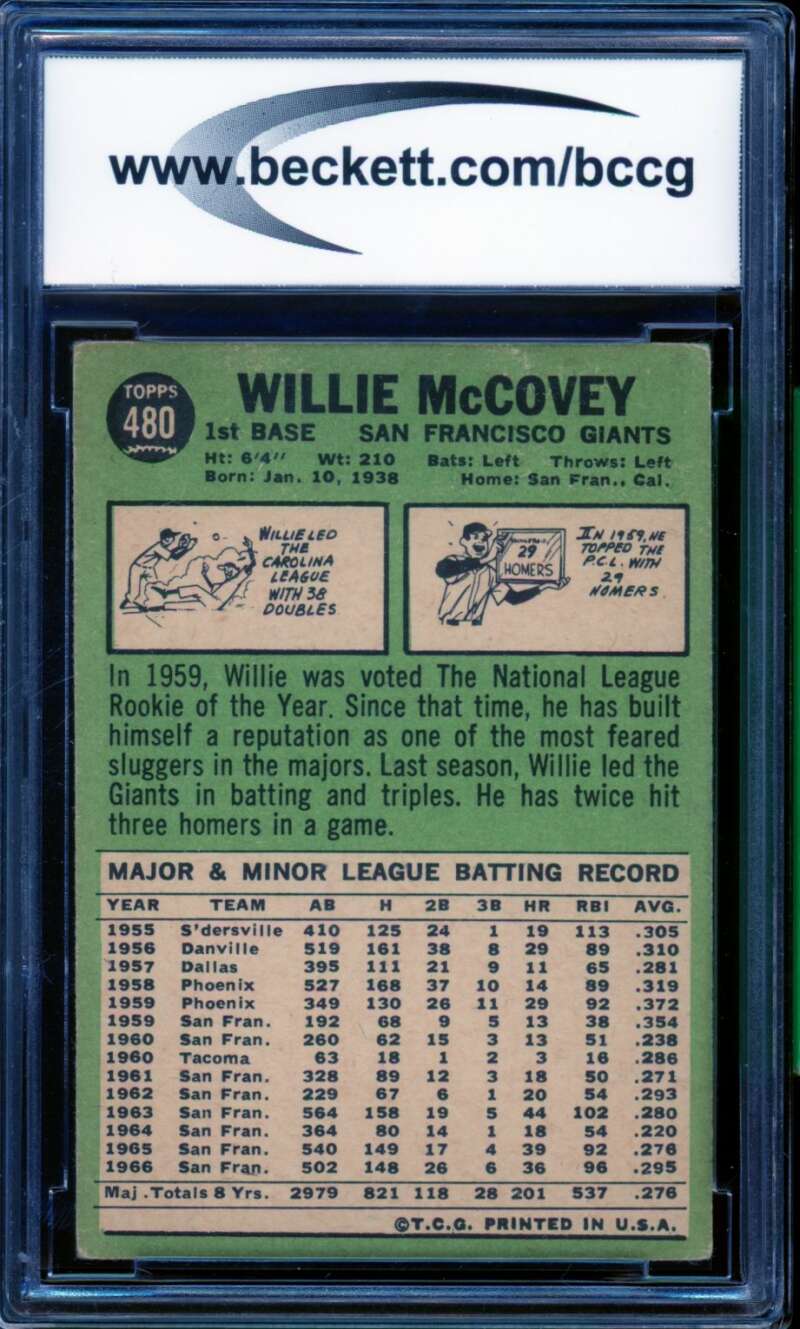 www.beckett.com/bccg
TOPPS
480
WILLIE McCOVEY
1st BASE SAN FRANCISCO GIANTS
Ht: 6'4" Wt: 210 Bats: Left Throws: Left
Born: Jan. 10, 1938 Home: San Fran., Cal.
WILLIE LED
THE
CAROLINA
LEAGUE
WITH 38
DOUBLES
29
HOMERS
IN 1959, HE
TOPPED THE
P.C.L. WITH
29
HOMERS.
In 1959, Willie was voted The National League
Rookie of the Year. Since that time, he has built
himself a reputation as one of the most feared
sluggers in the majors. Last season, Willie led the
Giants in batting and triples. He has twice hit
three homers in a game.
MAJOR & MINOR LEAGUE BATTING RECORD
YEAR TEAM AB H 2B 3B HR RBI AVG.
1955 S'dersville 410 125 24 1 19 113 .305
1956 Danville 519 161 38 8 29 89 .310
1957 Dallas 395 111 21 9 11 65 .281
1958 Phoenix 527 168 37 10 14 89 .319
1959 Phoenix 349 130 26 11 29 92 .372
1959 San Fran. 192 68 9 5 13 38 .354
1960 San Fran. 260 62 15 3 13 51 .238
1960 Tacoma 63 18 1 2 3 16 .286
1961 San Fran. 328 89 12 3 18 50 .271
1962 San Fran. 229 67 6 1 20 54 .293
1963 San Fran. 564 158 19 5 44 102 .280
1964 San Fran. 364 80 14 1 18 54 .220
1965 San Fran. 540 149 17 4 39 92 .276
1966 San Fran. 502 148 26 6 36 96 .295
Maj. Totals 8 Yrs. 2979 821 118 28 201 537 .276
©T.C.G. PRINTED IN U.S.A.